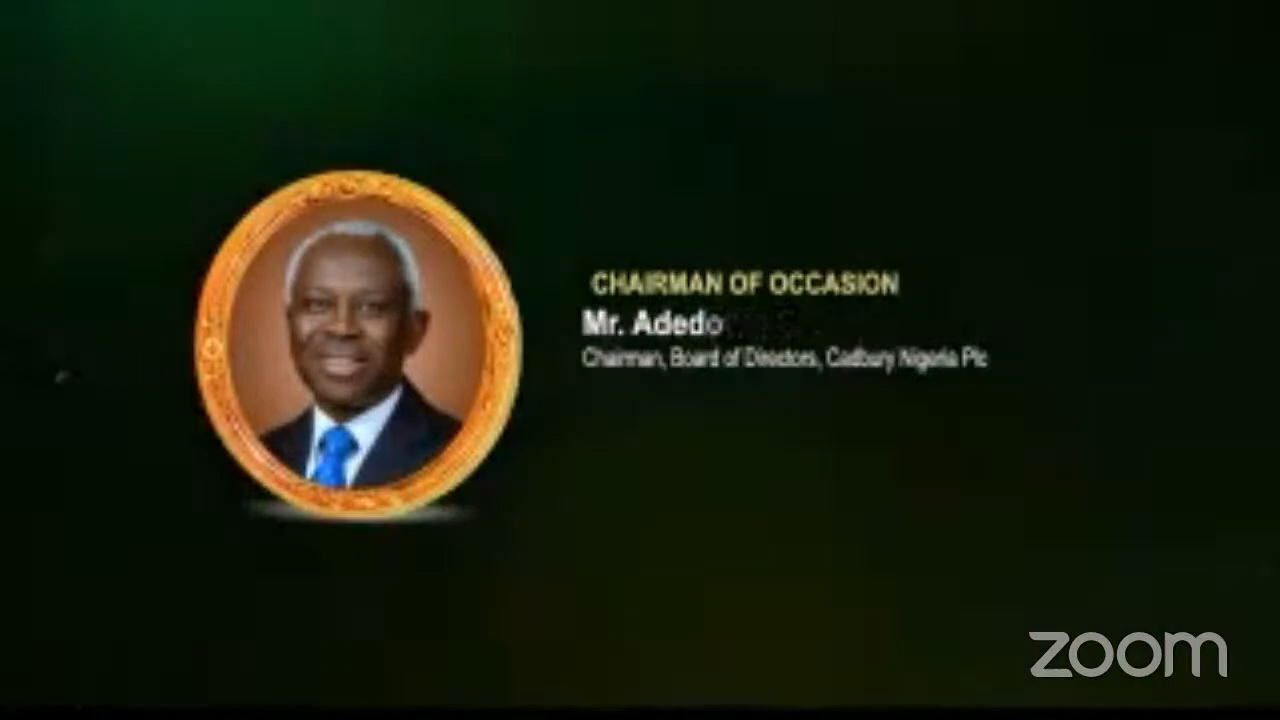 CHAIRMAN OF OCCASION
Mr. Adedo
Chairman, Board of Directors, Cadbury Nigeria Plc
zoom